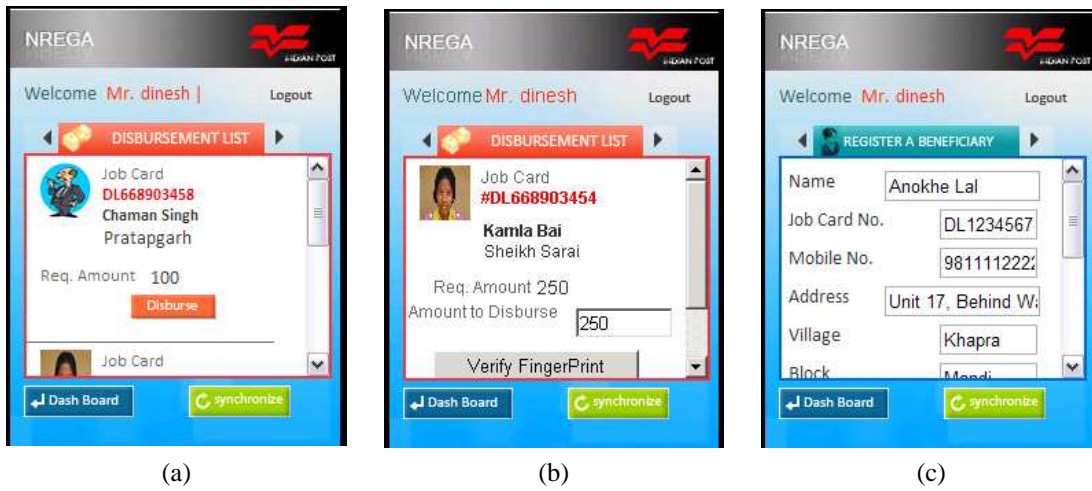 NREGA
INDIAN POST
Welcome Mr. dinesh |
Logout
DISBURSEMENT LIST
Job Card
DL668903458
Chaman Singh
Pratapgarh
Req. Amount 100
Disburse
Job Card
Dash Board
synchronize
(a)
NREGA
INDIAN POST
Welcome Mr. dinesh
Logout
DISBURSEMENT LIST
Job Card
#DL668903454
Kamla Bai
Sheikh Sarai
Req. Amount 250
Amount to Disburse 250
Verify FingerPrint
Dash Board
synchronize
(b)
NREGA
INDIAN POST
Welcome Mr. dinesh
Logout
REGISTER A BENEFICIARY
Name Anokhe Lal
Job Card No. DL1234567
Mobile No. 9811112222
Address Unit 17, Behind
Village Khapra
Block Mandi
Dash Board
synchronize
(c)